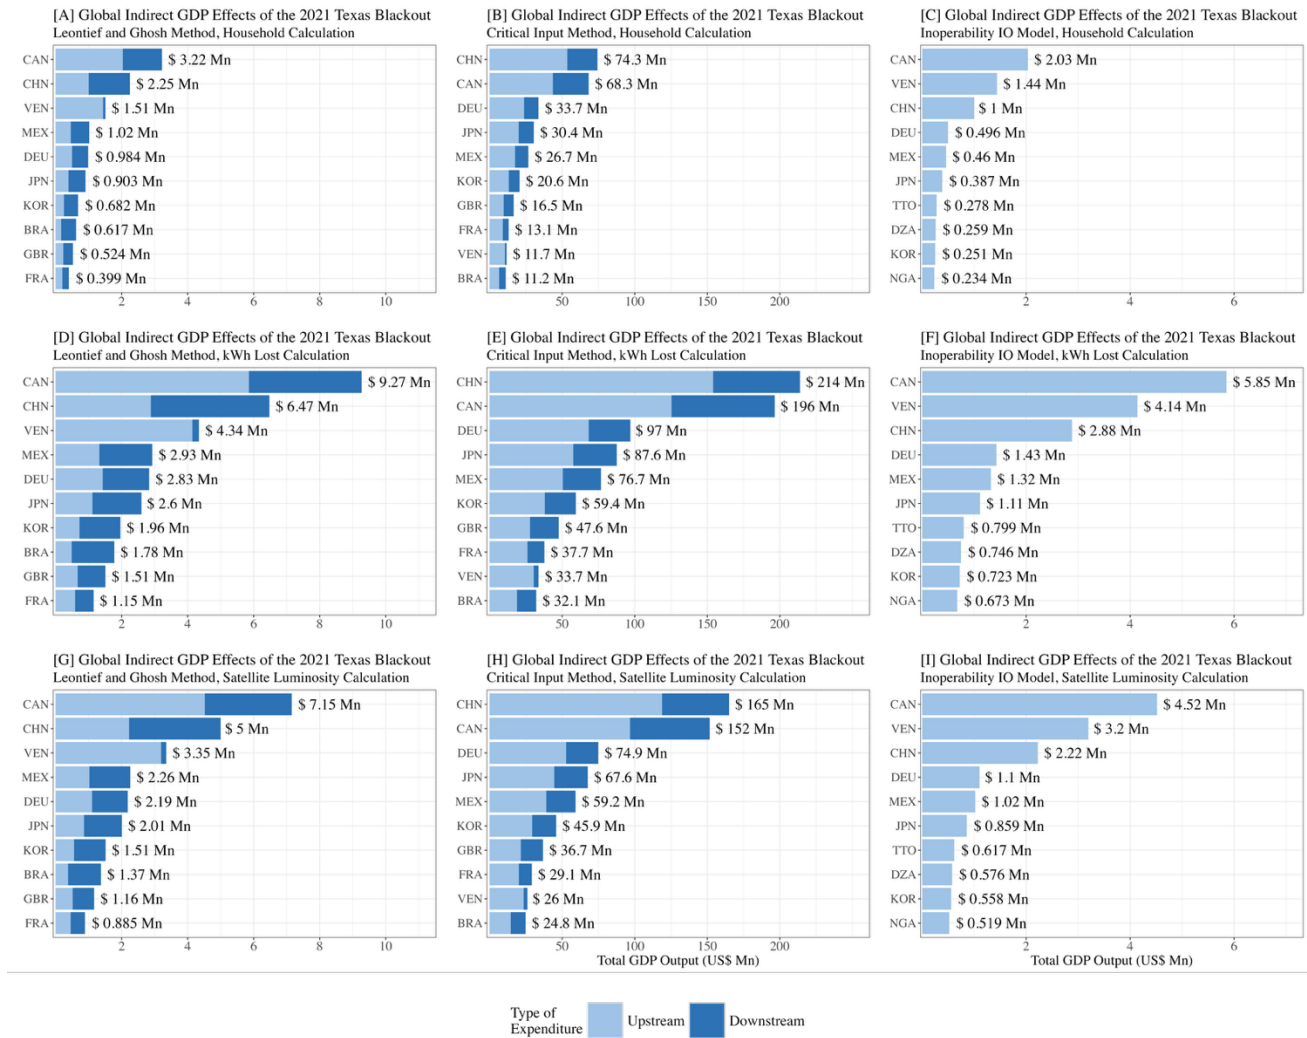 [A] Global Indirect GDP Effects of the 2021 Texas Blackout
Leontief and Ghosh Method, Household Calculation
CAN $ 3.22 Mn
CHN $ 2.25 Mn
VEN $ 1.51 Mn
MEX $ 1.02 Mn
DEU $ 0.984 Mn
JPN $ 0.903 Mn
KOR $ 0.682 Mn
BRA $ 0.617 Mn
GBR $ 0.524 Mn
FRA $ 0.399 Mn
2 4 6 8 10
[B] Global Indirect GDP Effects of the 2021 Texas Blackout
Critical Input Method, Household Calculation
CHN $ 74.3 Mn
CAN $ 68.3 Mn
DEU $ 33.7 Mn
JPN $ 30.4 Mn
MEX $ 26.7 Mn
KOR $ 20.6 Mn
GBR $ 16.5 Mn
FRA $ 13.1 Mn
VEN $ 11.7 Mn
BRA $ 11.2 Mn
50 100 150 200
[C] Global Indirect GDP Effects of the 2021 Texas Blackout
Inoperability IO Model, Household Calculation
CAN $ 2.03 Mn
VEN $ 1.44 Mn
CHN $ 1 Mn
DEU $ 0.496 Mn
MEX $ 0.46 Mn
JPN $ 0.387 Mn
TTO $ 0.278 Mn
DZA $ 0.259 Mn
KOR $ 0.251 Mn
NGA $ 0.234 Mn
2 4 6
[D] Global Indirect GDP Effects of the 2021 Texas Blackout
Leontief and Ghosh Method, kWh Lost Calculation
CAN $ 9.27 Mn
CHN $ 6.47 Mn
VEN $ 4.34 Mn
MEX $ 2.93 Mn
DEU $ 2.83 Mn
JPN $ 2.6 Mn
KOR $ 1.96 Mn
BRA $ 1.78 Mn
GBR $ 1.51 Mn
FRA $ 1.15 Mn
2 4 6 8 10
[E] Global Indirect GDP Effects of the 2021 Texas Blackout
Critical Input Method, kWh Lost Calculation
CHN $ 214 Mn
CAN $ 196 Mn
DEU $ 97 Mn
JPN $ 87.6 Mn
MEX $ 76.7 Mn
KOR $ 59.4 Mn
GBR $ 47.6 Mn
FRA $ 37.7 Mn
VEN $ 33.7 Mn
BRA $ 32.1 Mn
50 100 150 200
[F] Global Indirect GDP Effects of the 2021 Texas Blackout
Inoperability IO Model, kWh Lost Calculation
CAN $ 5.85 Mn
VEN $ 4.14 Mn
CHN $ 2.88 Mn
DEU $ 1.43 Mn
MEX $ 1.32 Mn
JPN $ 1.11 Mn
TTO $ 0.799 Mn
DZA $ 0.746 Mn
KOR $ 0.723 Mn
NGA $ 0.673 Mn
2 4 6
[G] Global Indirect GDP Effects of the 2021 Texas Blackout
Leontief and Ghosh Method, Satellite Luminosity Calculation
CAN $ 7.15 Mn
CHN $ 5 Mn
VEN $ 3.35 Mn
MEX $ 2.26 Mn
DEU $ 2.19 Mn
JPN $ 2.01 Mn
KOR $ 1.51 Mn
BRA $ 1.37 Mn
GBR $ 1.16 Mn
FRA $ 0.885 Mn
2 4 6 8 10
[H] Global Indirect GDP Effects of the 2021 Texas Blackout
Critical Input Method, Satellite Luminosity Calculation
CHN $ 165 Mn
CAN $ 152 Mn
DEU $ 74.9 Mn
JPN $ 67.6 Mn
MEX $ 59.2 Mn
KOR $ 45.9 Mn
GBR $ 36.7 Mn
FRA $ 29.1 Mn
VEN $ 26 Mn
BRA $ 24.8 Mn
50 100 150 200
Total GDP Output (US$ Mn)
[I] Global Indirect GDP Effects of the 2021 Texas Blackout
Inoperability IO Model, Satellite Luminosity Calculation
CAN $ 4.52 Mn
VEN $ 3.2 Mn
CHN $ 2.22 Mn
DEU $ 1.1 Mn
MEX $ 1.02 Mn
JPN $ 0.859 Mn
TTO $ 0.617 Mn
DZA $ 0.576 Mn
KOR $ 0.558 Mn
NGA $ 0.519 Mn
2 4 6
Total GDP Output (US$ Mn)
Type of
Expenditure
Upstream
Downstream